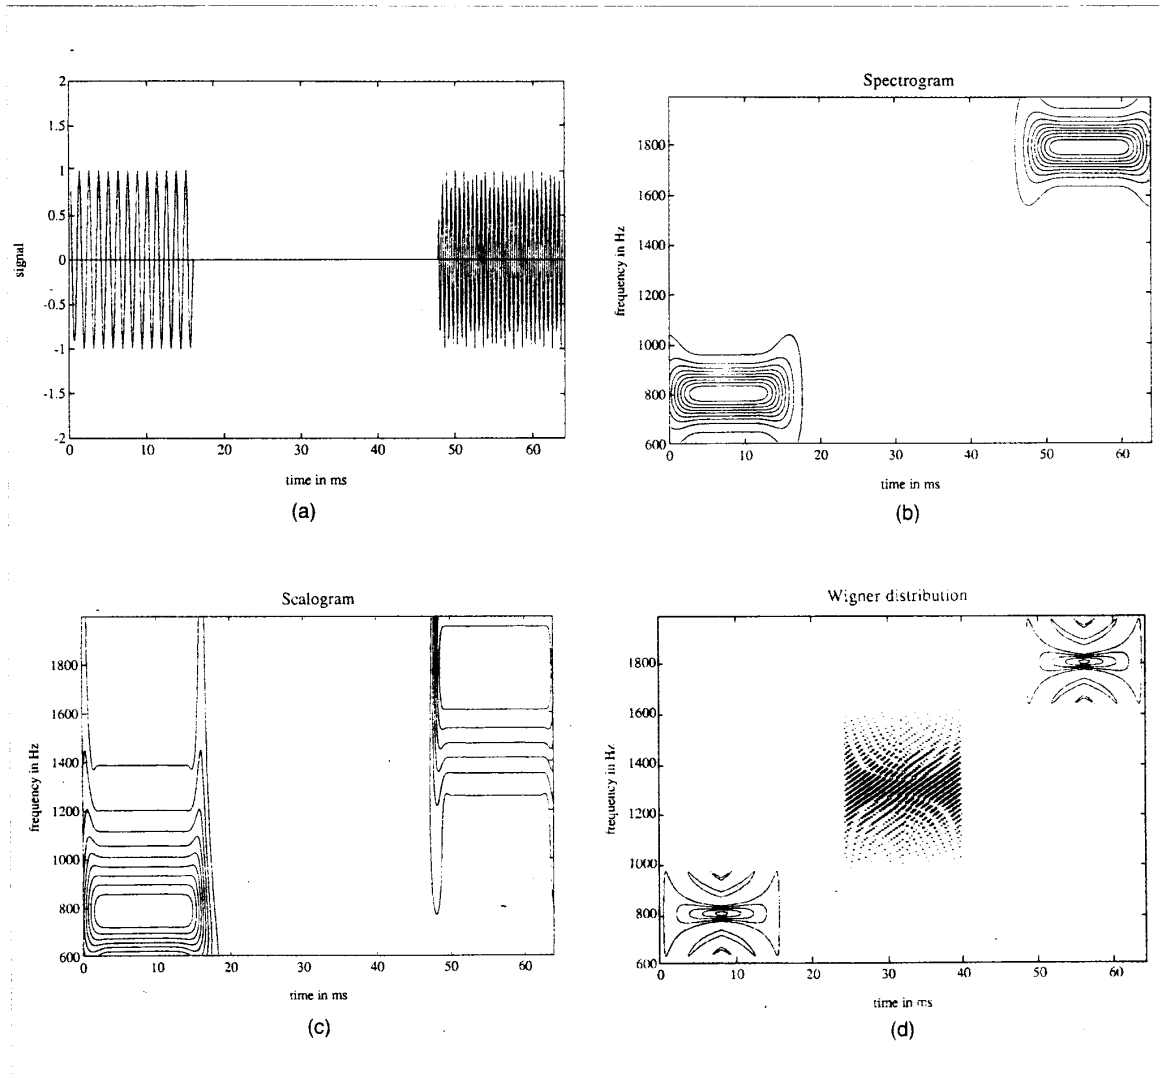 2
1.5
1
0.5
0
-0.5
-1
-1.5
-2
signal
0 10 20 30 40 50 60
time in ms
(a)
Spectrogram
1800
1600
1400
1200
1000
800
600
frequency in Hz
0 10 20 30 40 50 60
time in ms
(b)
Scalogram
1800
1600
1400
1200
1000
800
600
frequency in Hz
0 10 20 30 40 50 60
time in ms
(c)
Wigner distribution
1800
1600
1400
1200
1000
800
600
frequency in Hz
0 10 20 30 40 50 60
time in ms
(d)